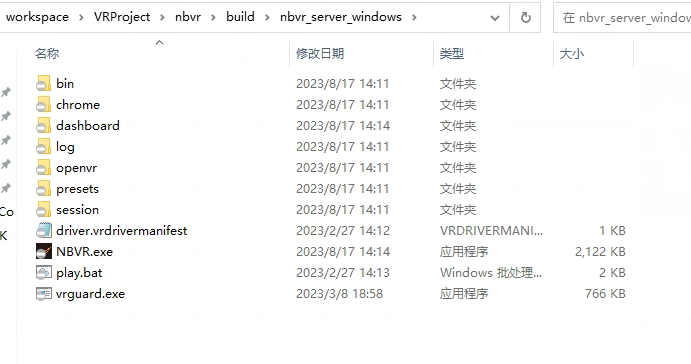 workspace > VRProject > nbvr > build > nbvr_server_windows > 在 nbvr_server_window
名称 修改日期 类型 大小
bin 2023/8/17 14:11 文件夹
chrome 2023/8/17 14:11 文件夹
dashboard 2023/8/17 14:14 文件夹
log 2023/8/17 14:11 文件夹
openvr 2023/8/17 14:11 文件夹
presets 2023/8/17 14:11 文件夹
Co session 2023/8/17 14:11 文件夹
K driver.vrdrivermanifest 2023/2/27 14:12 VRDRIVERMANI... 1 KB
NBVR.exe 2023/8/17 14:14 应用程序 2,122 KB
play.bat 2023/2/27 14:13 Windows 批处理... 2 KB
vrguard.exe 2023/3/8 18:58 应用程序 766 KB